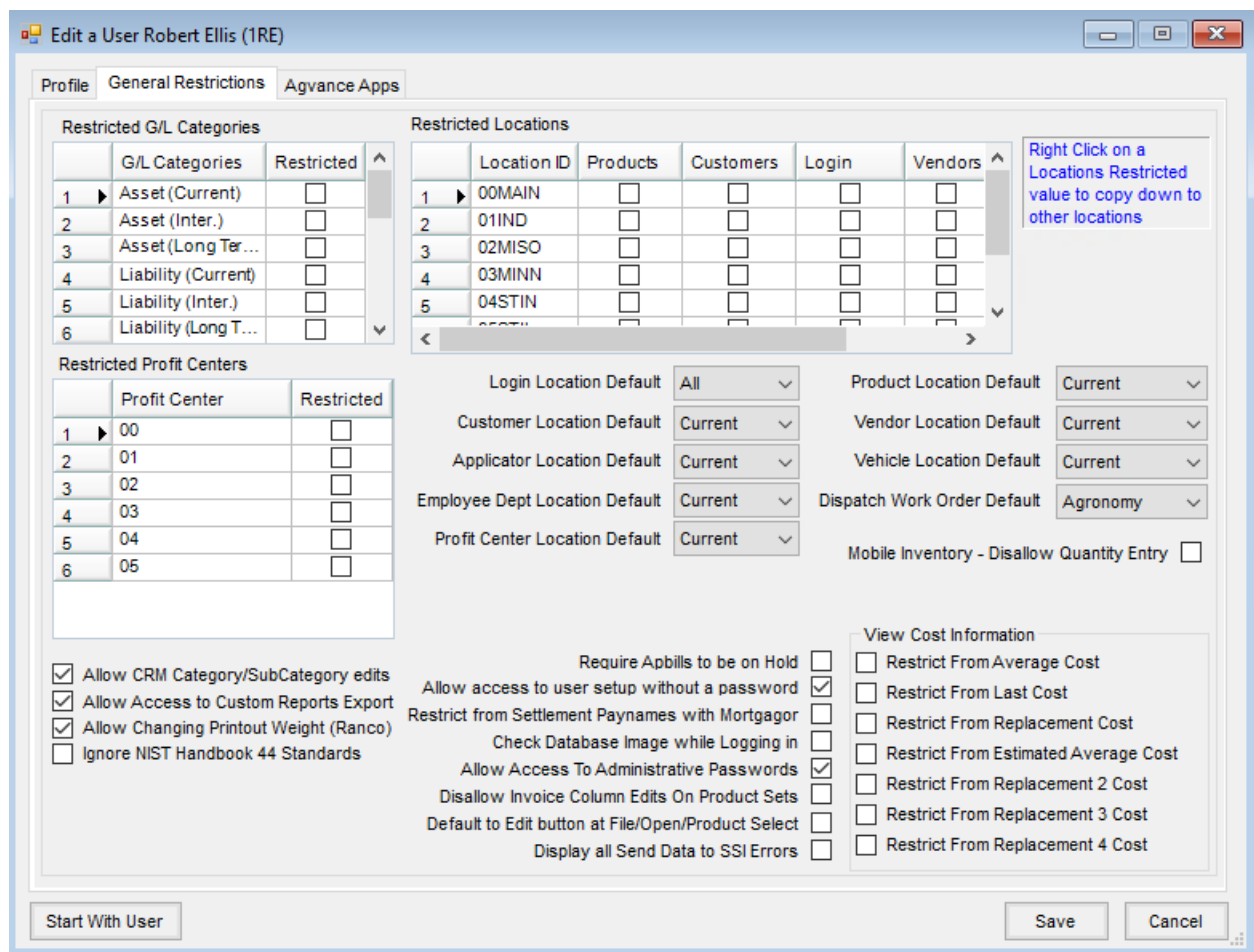 Edit a User Robert Ellis (1RE)
Profile General Restrictions Agvance Apps
Restricted G/L Categories
G/L Categories Restricted
1 Asset (Current)
2 Asset (Inter.)
3 Asset (Long Ter...
4 Liability (Current)
5 Liability (Inter.)
6 Liability (Long T...
Restricted Locations
Location ID Products Customers Login Vendors
1 00MAIN
2 01IND
3 02MISO
4 03MINN
5 04STIN
Right Click on a
Locations Restricted
value to copy down to
other locations
Restricted Profit Centers
Profit Center Restricted
1 00
2 01
3 02
4 03
5 04
6 05
Login Location Default All
Customer Location Default Current
Applicator Location Default Current
Employee Dept Location Default Current
Profit Center Location Default Current
Product Location Default Current
Vendor Location Default Current
Vehicle Location Default Current
Dispatch Work Order Default Agronomy
Mobile Inventory - Disallow Quantity Entry
Allow CRM Category/SubCategory edits
Allow Access to Custom Reports Export
Allow Changing Printout Weight (Ranco)
Ignore NIST Handbook 44 Standards
Require Apbills to be on Hold
Allow access to user setup without a password
Restrict from Settlement Paynames with Mortgagor
Check Database Image while Logging in
Allow Access To Administrative Passwords
Disallow Invoice Column Edits On Product Sets
Default to Edit button at File/Open/Product Select
Display all Send Data to SSI Errors
View Cost Information
Restrict From Average Cost
Restrict From Last Cost
Restrict From Replacement Cost
Restrict From Estimated Average Cost
Restrict From Replacement 2 Cost
Restrict From Replacement 3 Cost
Restrict From Replacement 4 Cost
Start With User Save Cancel